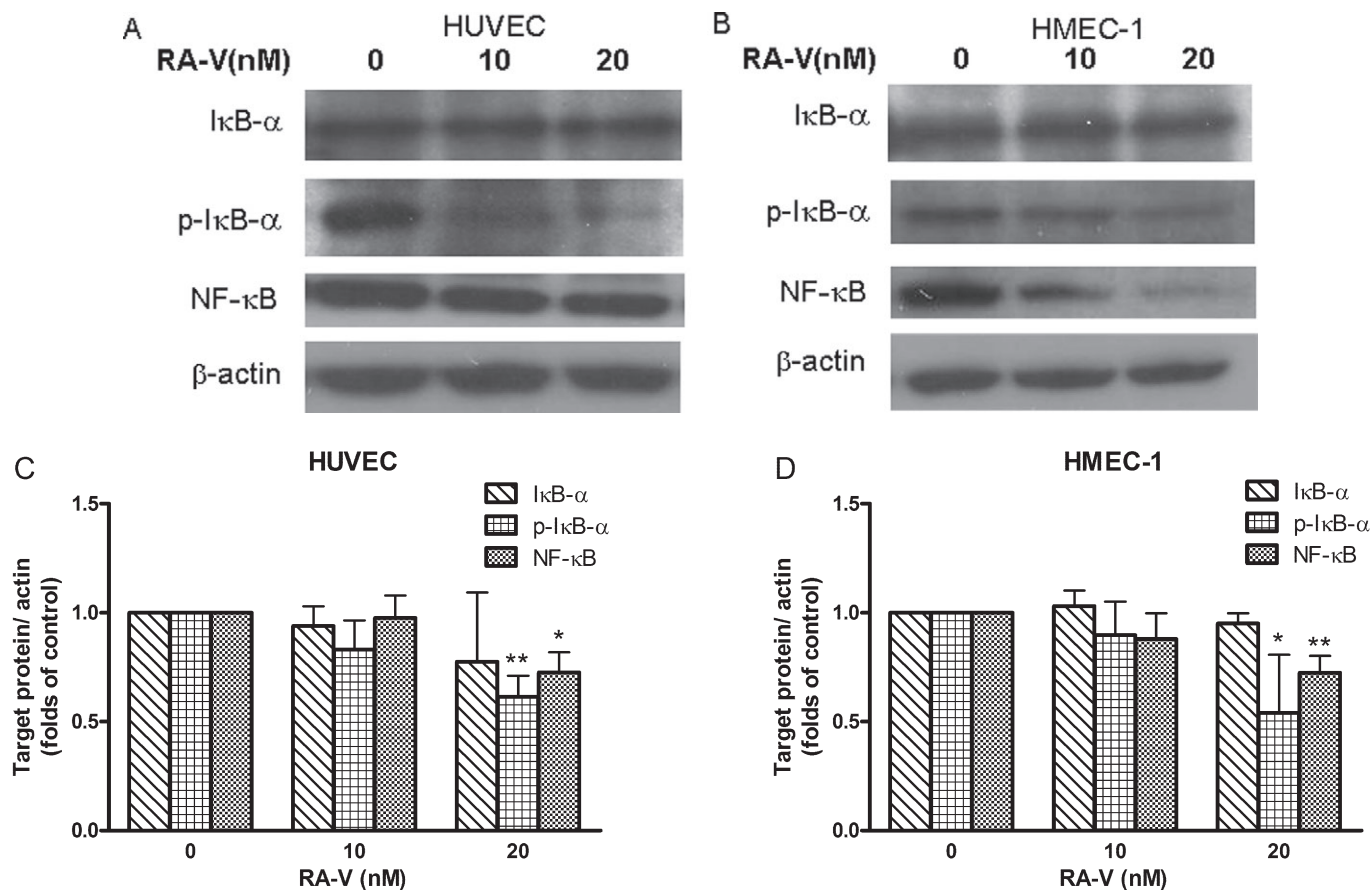 A
HUVEC
RA-V(nM) 0 10 20
IκB-α
p-IκB-α
NF-κB
β-actin
B
HMEC-1
RA-V(nM) 0 10 20
IκB-α
p-IκB-α
NF-κB
β-actin
C
HUVEC
IκB-α
p-IκB-α
NF-κB
Target protein/ actin
(folds of control)
1.5
1.0
0.5
0.0
** *
0 10 20
RA-V (nM)
D
HMEC-1
IκB-α
p-IκB-α
NF-κB
Target protein/ actin
(folds of control)
1.5
1.0
0.5
0.0
* **
0 10 20
RA-V (nM)